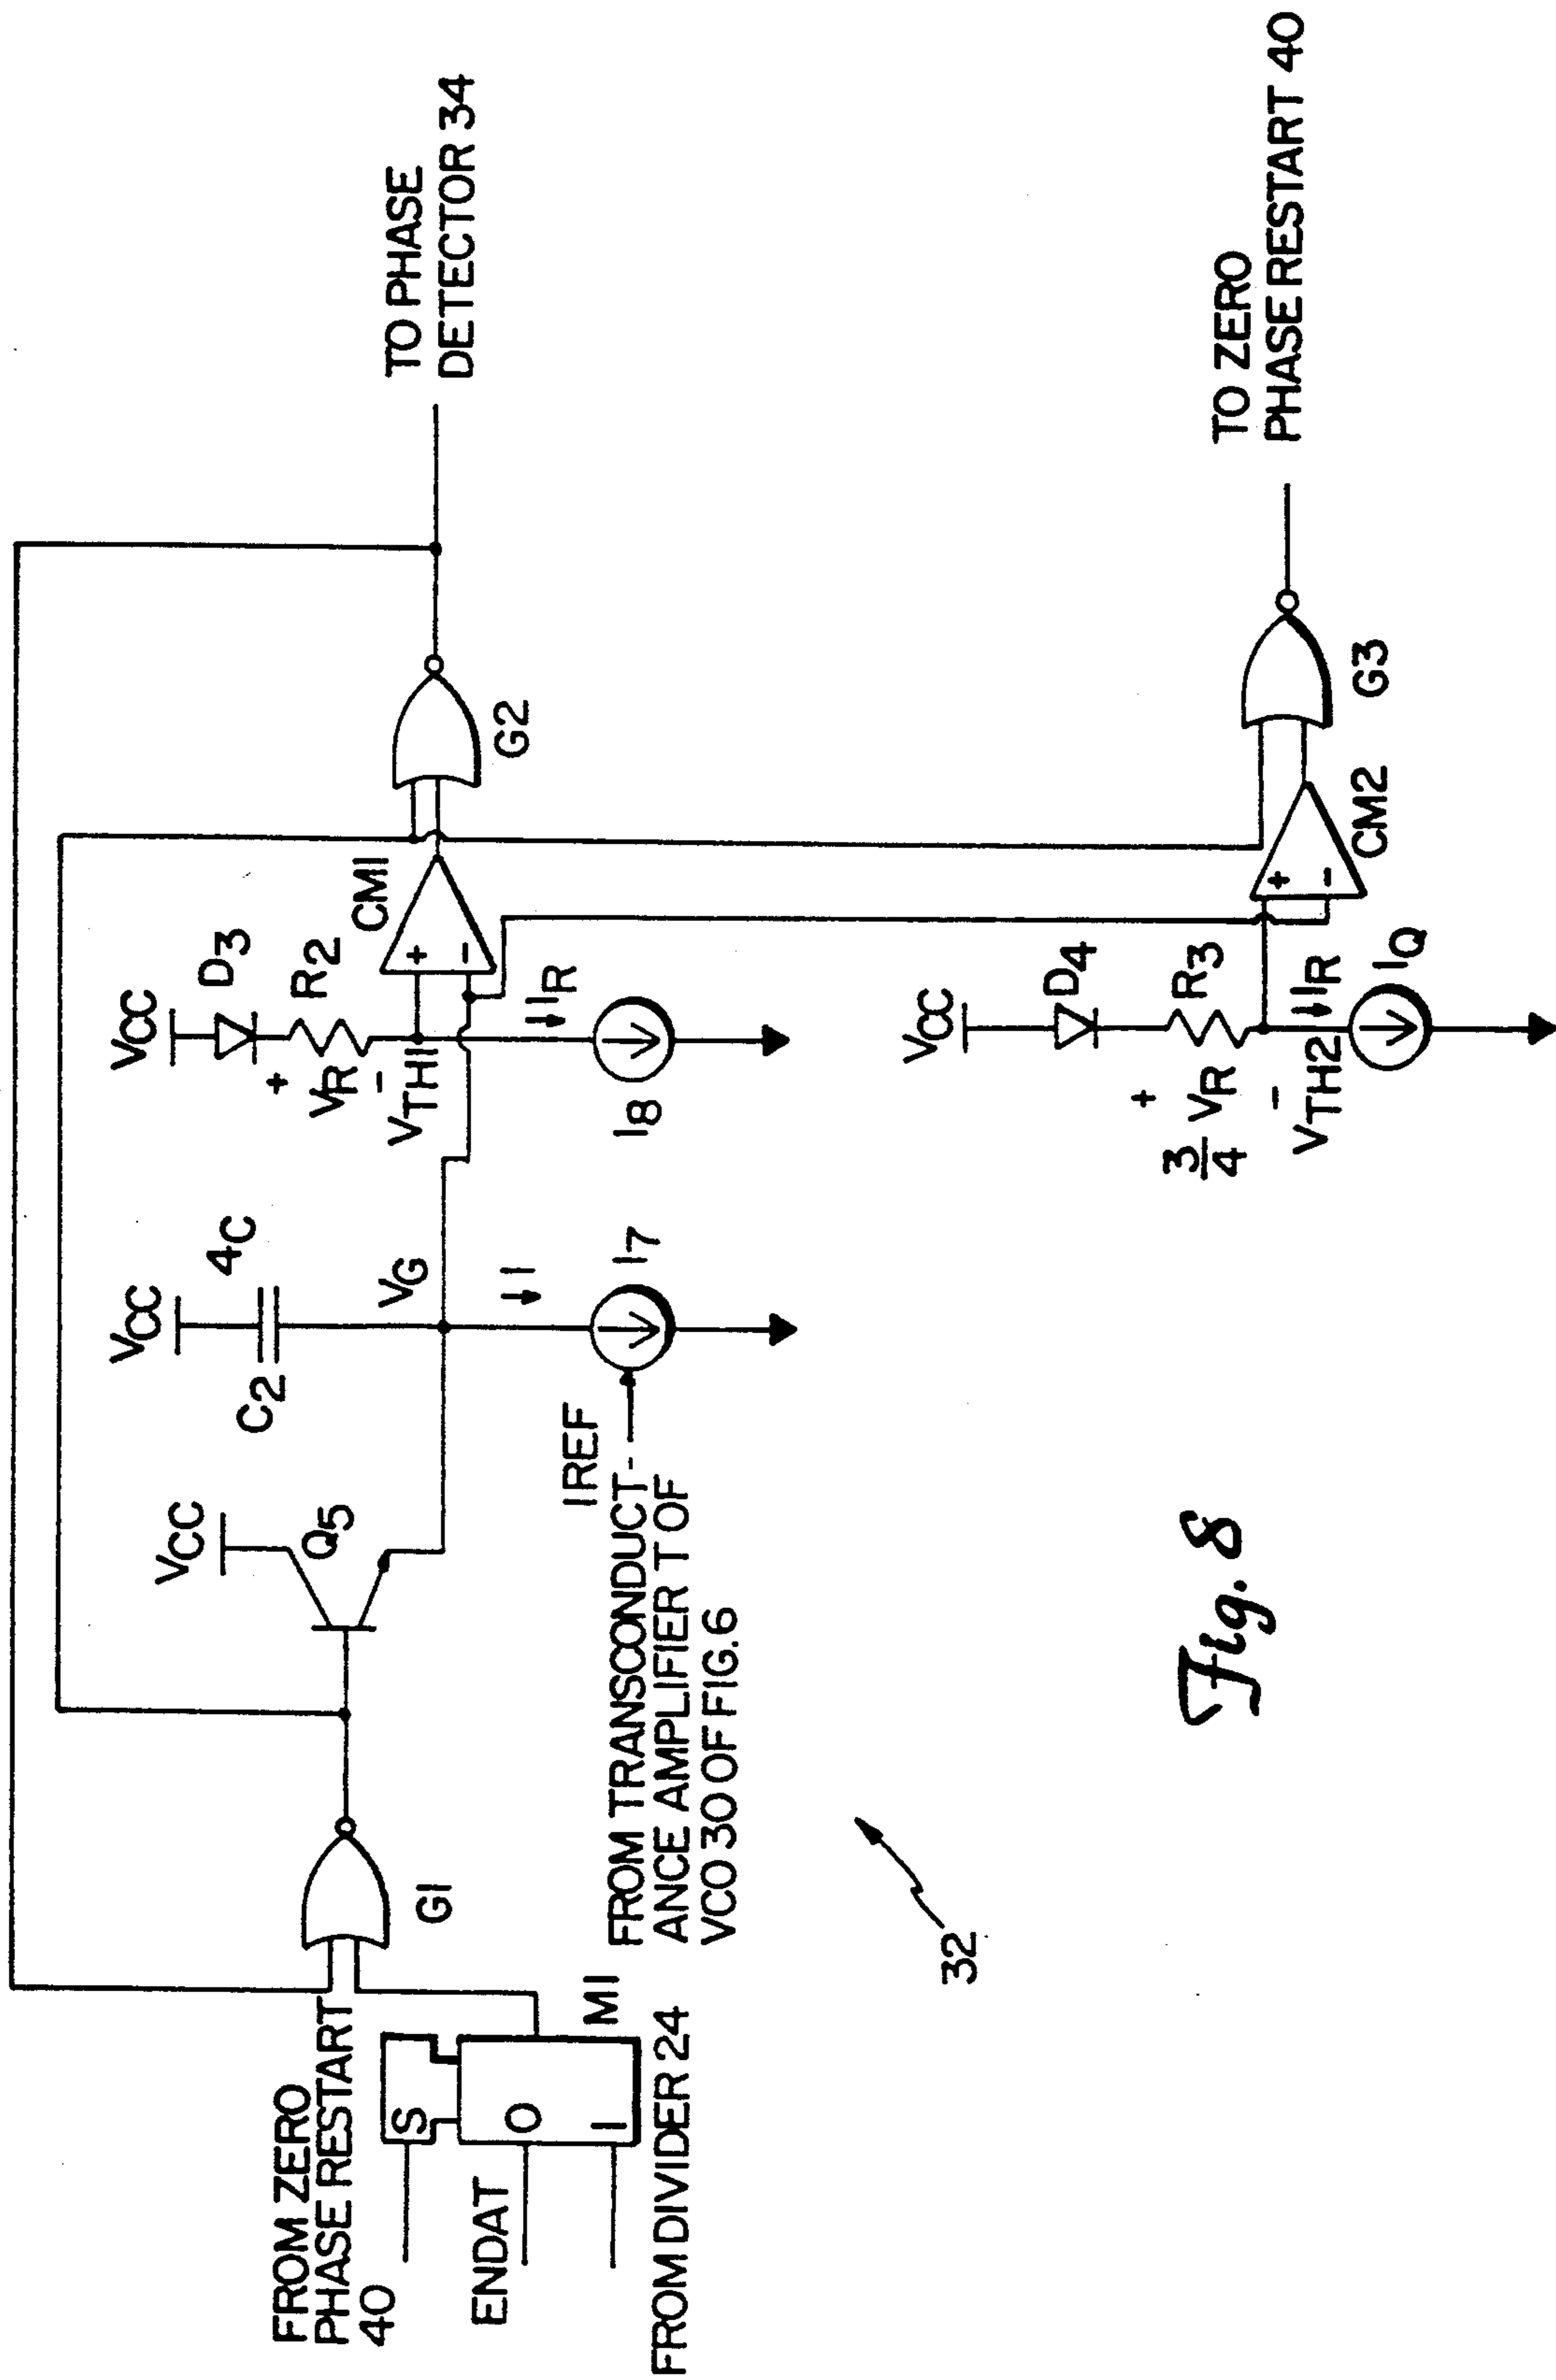 FROM ZERO
PHASE RESTART
40
S
ENDAT
O
I
M1
FROM DIVIDER 24
G1
VCC
Q5
VCC
C2
4C
VG
I
I7
IREF
FROM TRANSCONDUCT-
ANCE AMPLIFIER T OF
VCO 30 OF FIG. 6
VCC
D3
R2
+
VR
-
VTH1
IR
I8
CM1
+
-
G2
TO PHASE
DETECTOR 34
VCC
D4
R3
+
3/4 VR
-
VTH2
IR
IQ
CM2
+
-
G3
TO ZERO
PHASE RESTART 40
32
Fig. 8